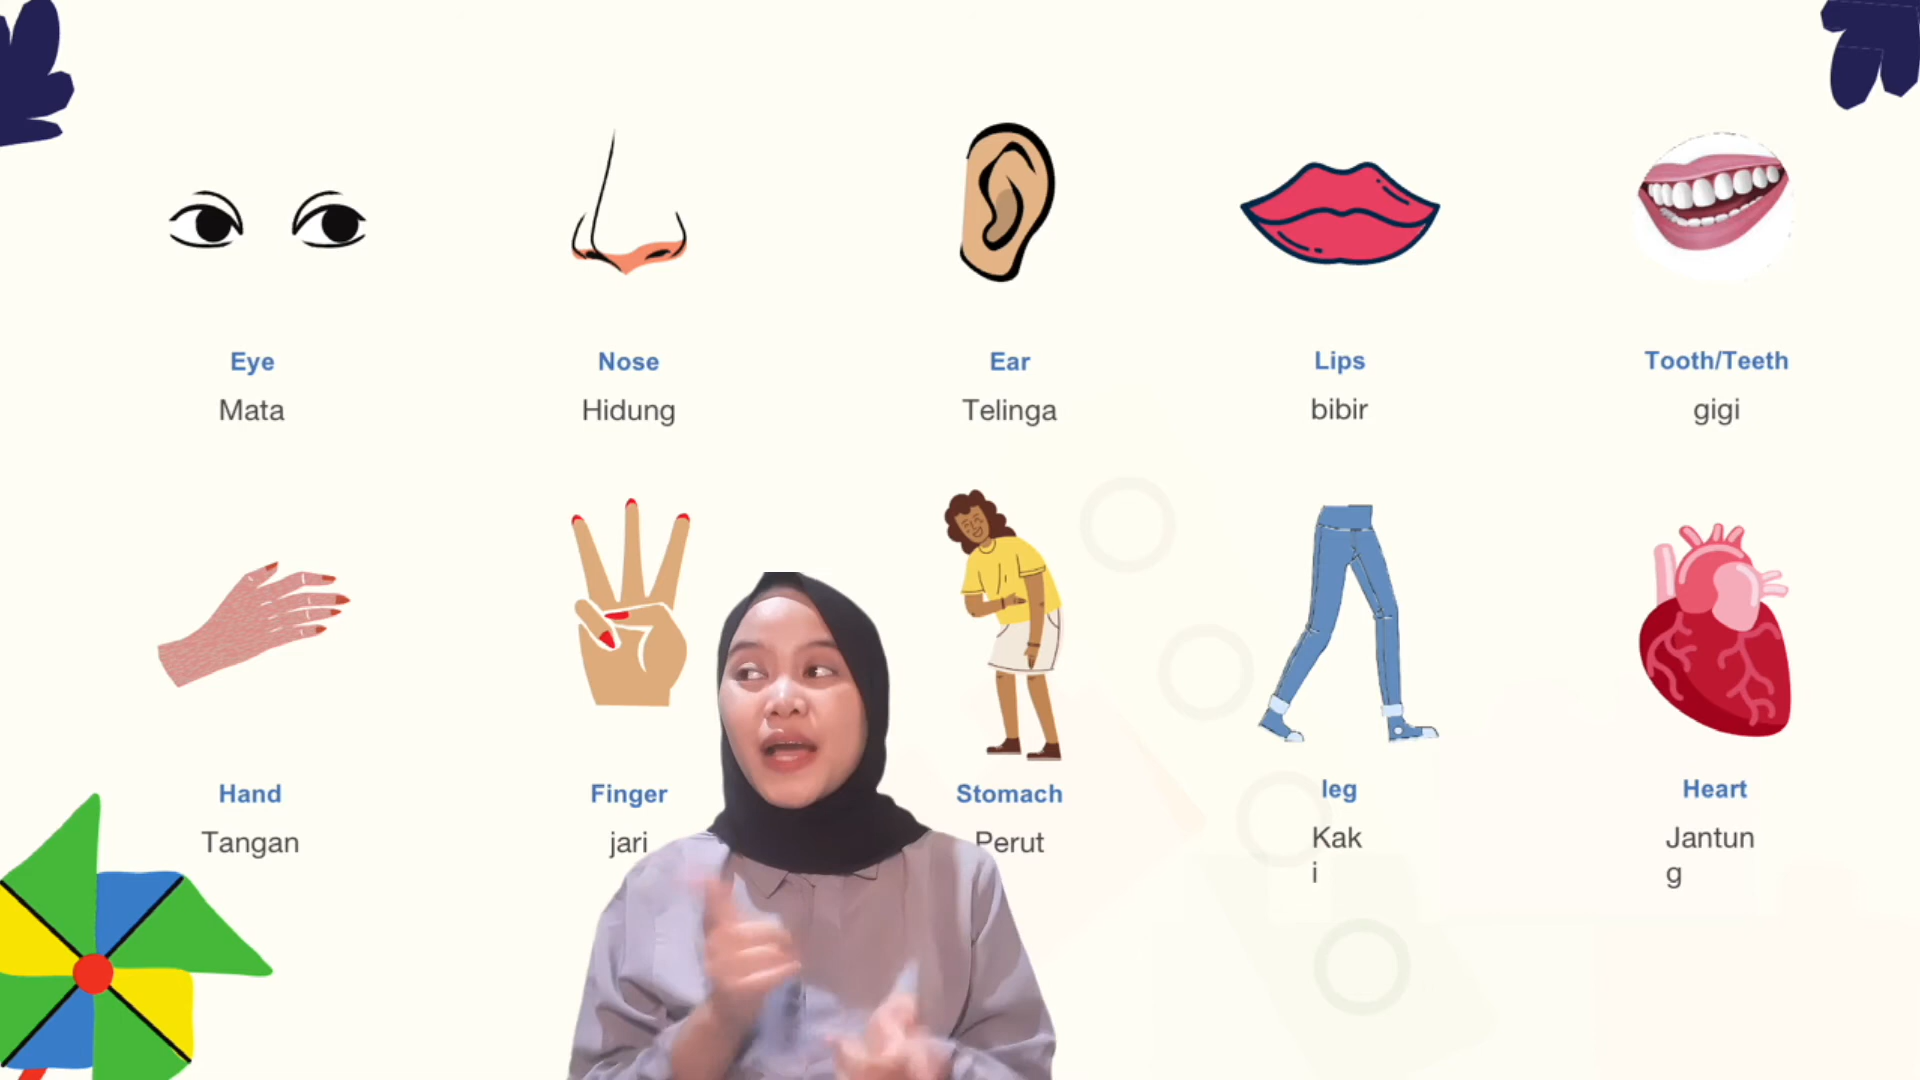 Eye
Mata
Nose
Hidung
Ear
Telinga
Lips
bibir
Tooth/Teeth
gigi
Hand
Tangan
Finger
jari
Stomach
Perut
leg
Kak
i
Heart
Jantun
g